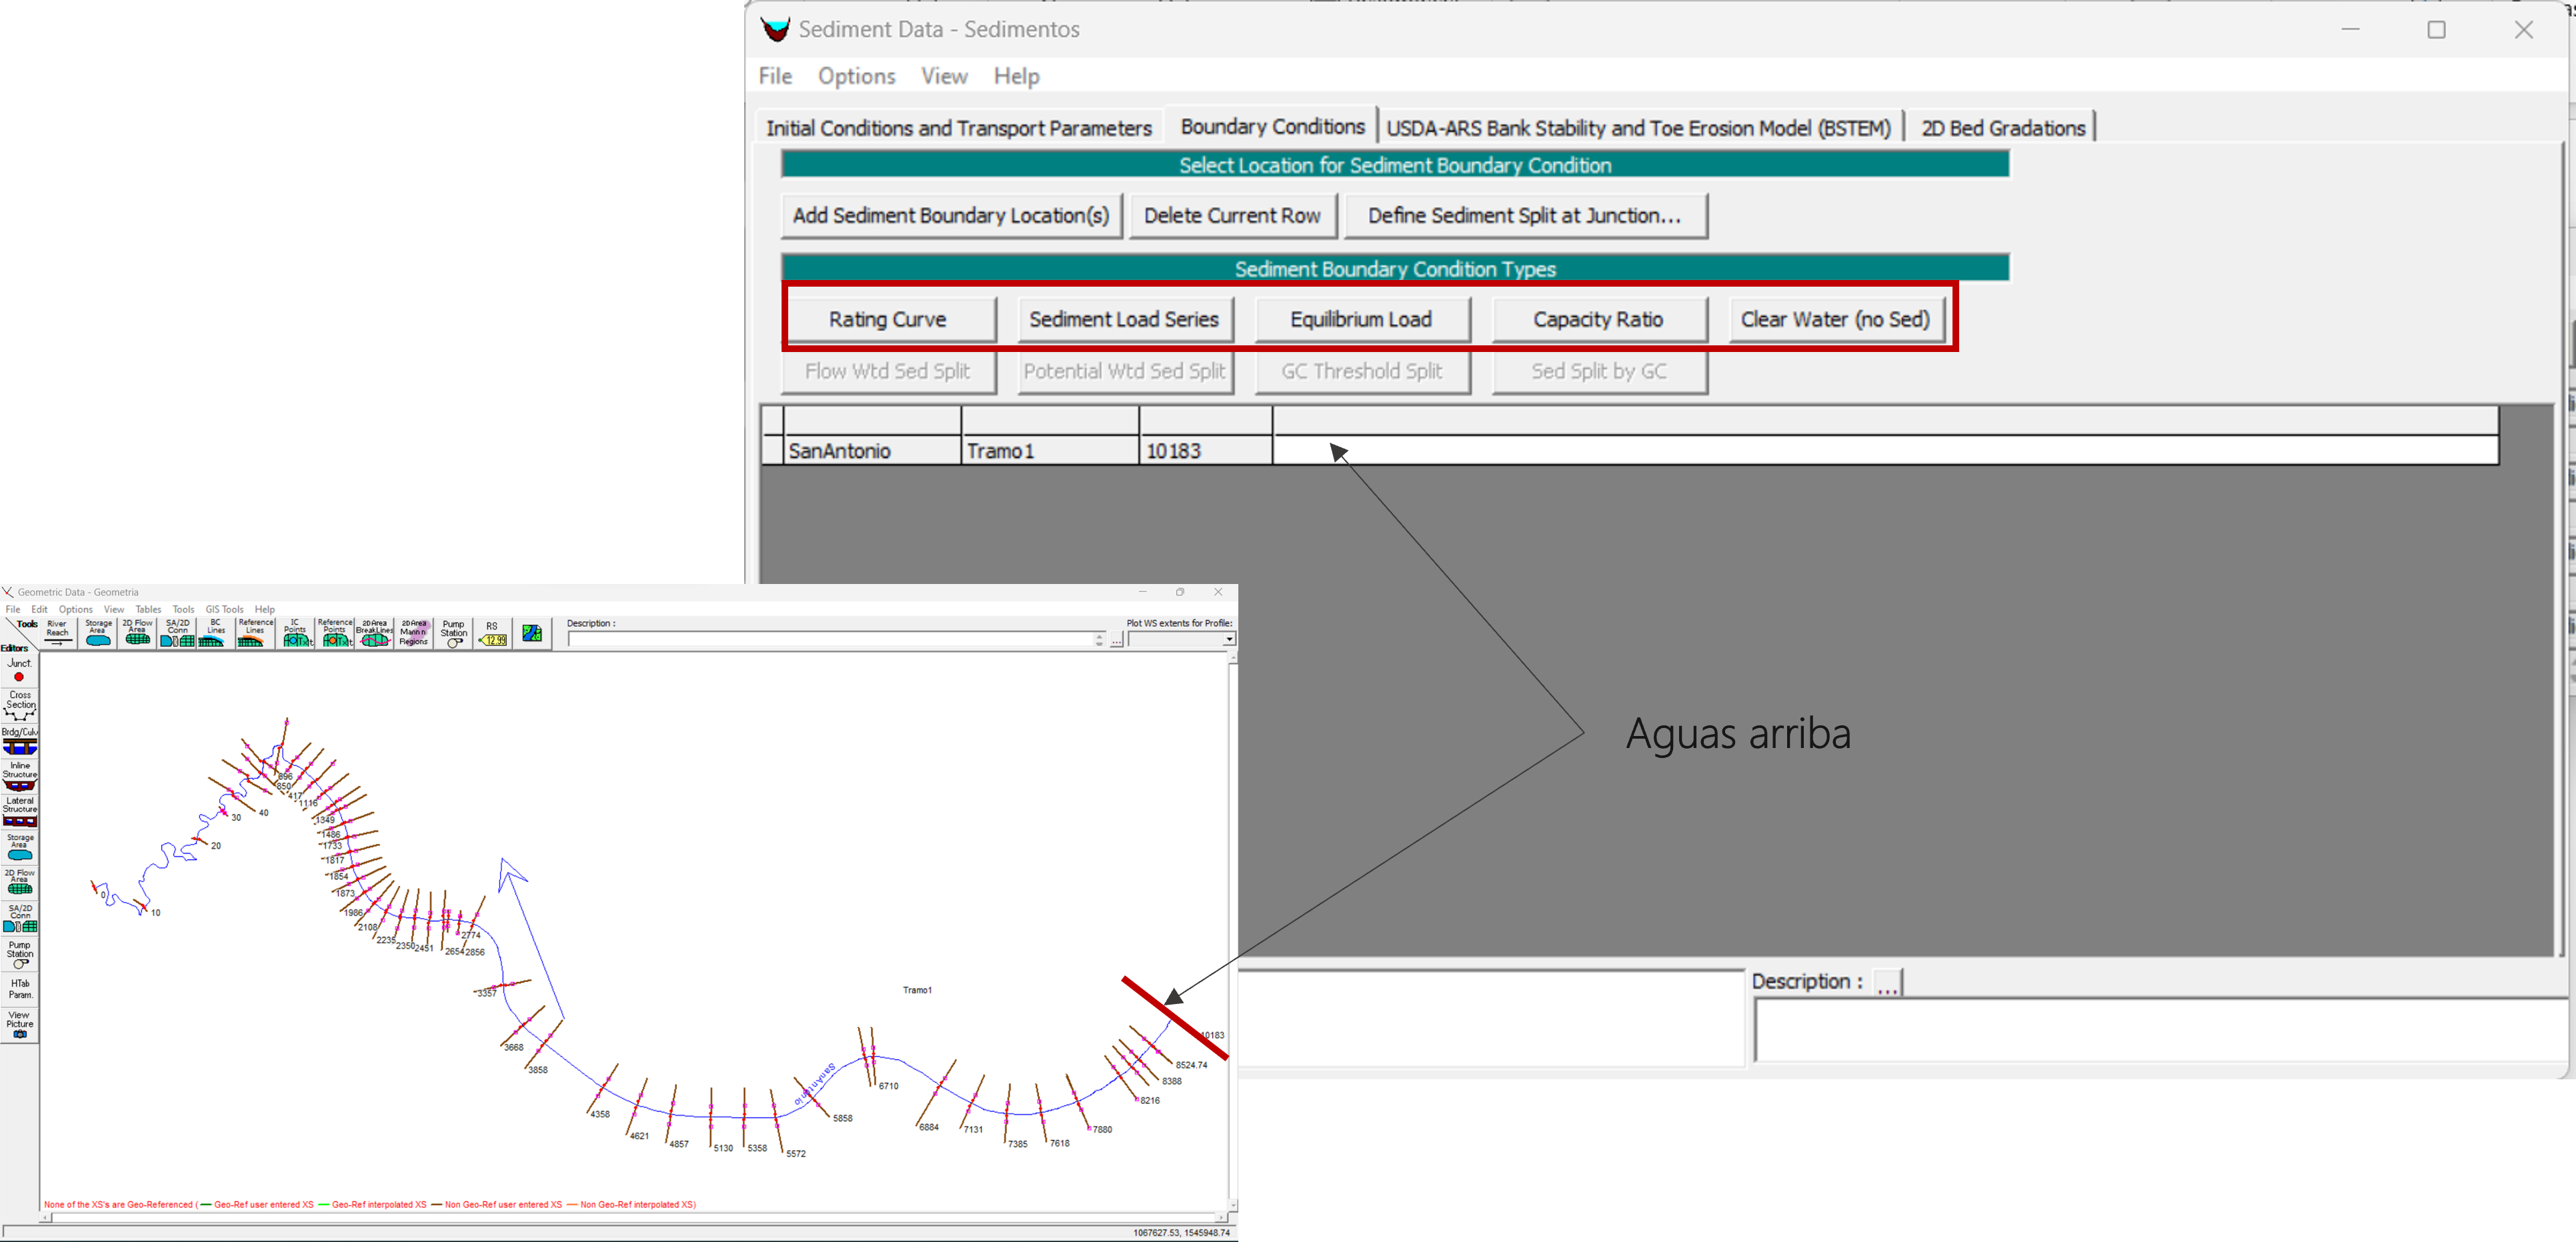 Sediment Data - Sedimentos
File Options View Help
Initial Conditions and Transport Parameters Boundary Conditions USDA-ARS Bank Stability and Toe Erosion Model (BSTEM) 2D Bed Gradations
Select Location for Sediment Boundary Condition
Add Sediment Boundary Location(s) Delete Current Row Define Sediment Split at Junction...
Sediment Boundary Condition Types
Rating Curve Sediment Load Series Equilibrium Load Capacity Ratio Clear Water (no Sed)
Flow Wtd Sed Split Potential Wtd Sed Split GC Threshold Split Sed Split by GC
SanAntonio Tramo1 10183
Aguas arriba
Description : ...
Geometric Data - Geometria
File Edit Options View Tables Tools GIS Tools Help
Tools
River Reach
Storage Area
2D Flow Area
SA/2D Conn
BC Lines
Reference Lines
IC Points
Reference Points
2D Area BreakLines
2D Area Mann n Regions
Pump Station
RS
12.99
Description :
...
Plot WS extents for Profile:
Editors
Junct.
Cross Section
Brdg/Culv
Inline Structure
Lateral Structure
Storage Area
2D Flow Area
SA/2D Conn
Pump Station
HTab Param.
View Picture
696
850
417
1116
40
30
1349
20
1486
1733
1817
1854
1873
0
10
1986
2108
2235
2350
2451
2654
2774
2856
3357
Tramo1
3668
3858
10183
8524.74
8388
8216
SanAntonio
6710
4358
4621
4857
5130
5358
5572
5858
6884
7131
7385
7618
7880
None of the XS's are Geo-Referenced ( Geo-Ref user entered XS Geo-Ref interpolated XS Non Geo-Ref user entered XS Non Geo-Ref interpolated XS)
1067627.53, 1545948.74